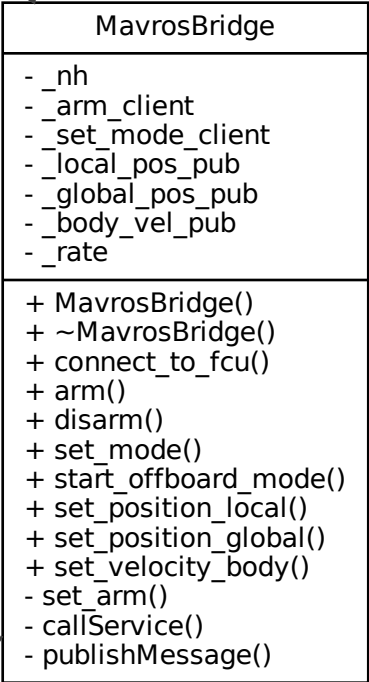 MavrosBridge
- _nh
- _arm_client
- _set_mode_client
- _local_pos_pub
- _global_pos_pub
- _body_vel_pub
- _rate
+ MavrosBridge()
+ ~MavrosBridge()
+ connect_to_fcu()
+ arm()
+ disarm()
+ set_mode()
+ start_offboard_mode()
+ set_position_local()
+ set_position_global()
+ set_velocity_body()
- set_arm()
- callService()
- publishMessage()